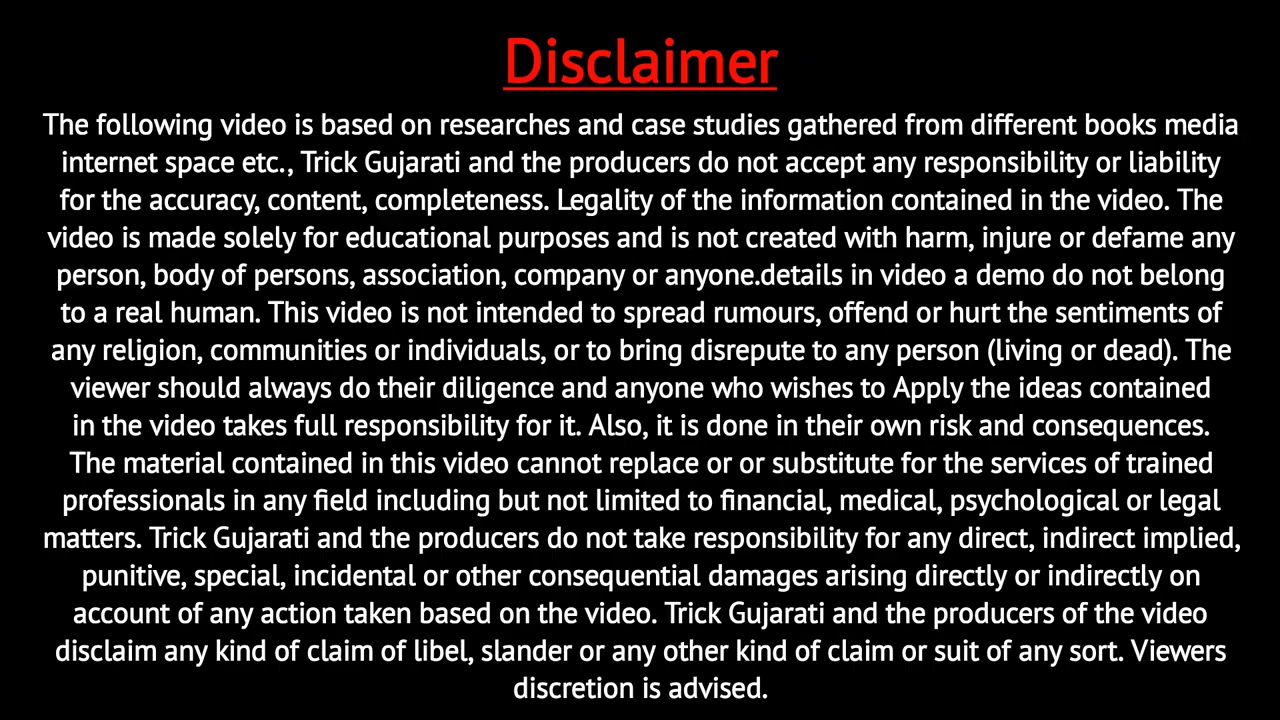 Disclaimer
The following video is based on researches and case studies gathered from different books media
internet space etc., Trick Gujarati and the producers do not accept any responsibility or liability
for the accuracy, content, completeness. Legality of the information contained in the video. The
video is made solely for educational purposes and is not created with harm, injure or defame any
person, body of persons, association, company or anyone.details in video a demo do not belong
to a real human. This video is not intended to spread rumours, offend or hurt the sentiments of
any religion, communities or individuals, or to bring disrepute to any person (living or dead). The
viewer should always do their diligence and anyone who wishes to Apply the ideas contained
in the video takes full responsibility for it. Also, it is done in their own risk and consequences.
The material contained in this video cannot replace or or substitute for the services of trained
professionals in any field including but not limited to financial, medical, psychological or legal
matters. Trick Gujarati and the producers do not take responsibility for any direct, indirect implied,
punitive, special, incidental or other consequential damages arising directly or indirectly on
account of any action taken based on the video. Trick Gujarati and the producers of the video
disclaim any kind of claim of libel, slander or any other kind of claim or suit of any sort. Viewers
discretion is advised.